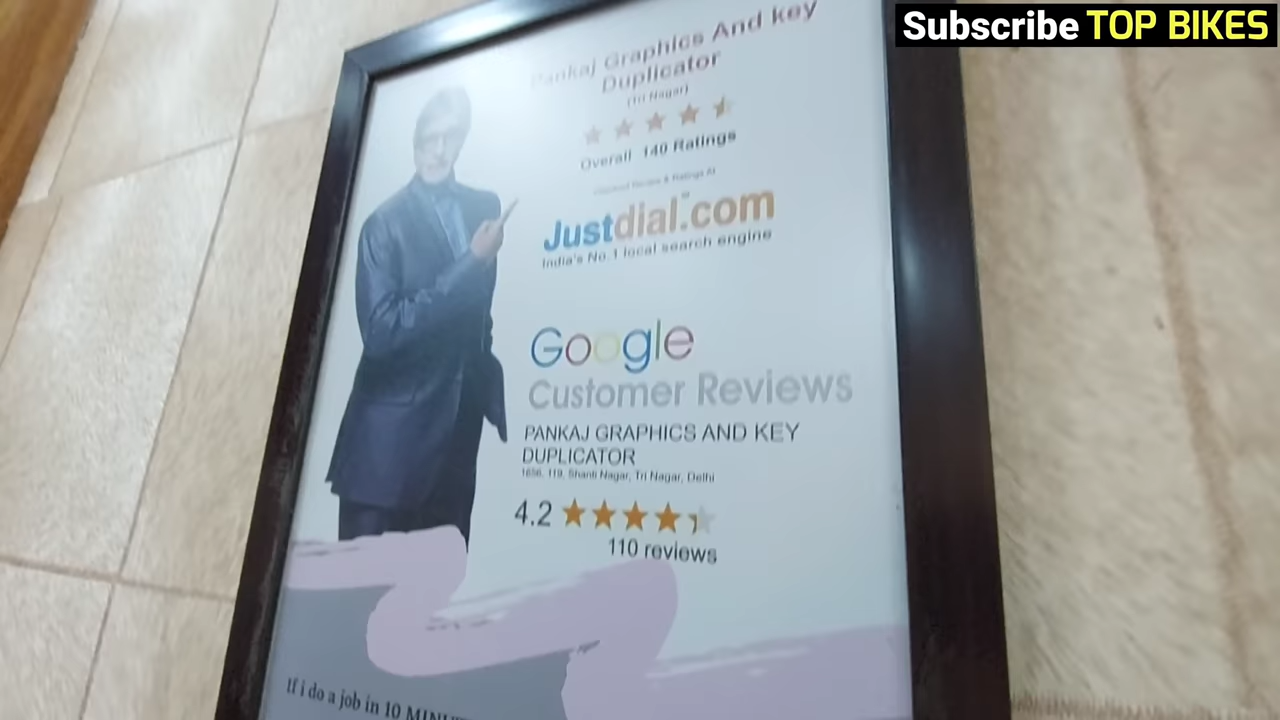 Subscribe TOP BIKES
Pankaj Graphics And key
Duplicator
(Tri Nagar)
Overall 140 Ratings
Ratings At
Justdial.com
India's No.1 local search engine
Google
Customer Reviews
PANKAJ GRAPHICS AND KEY
DUPLICATOR
1656, 119, Shanti Nagar, Tri Nagar, Delhi
4.2
110 reviews
If i do a job in 10